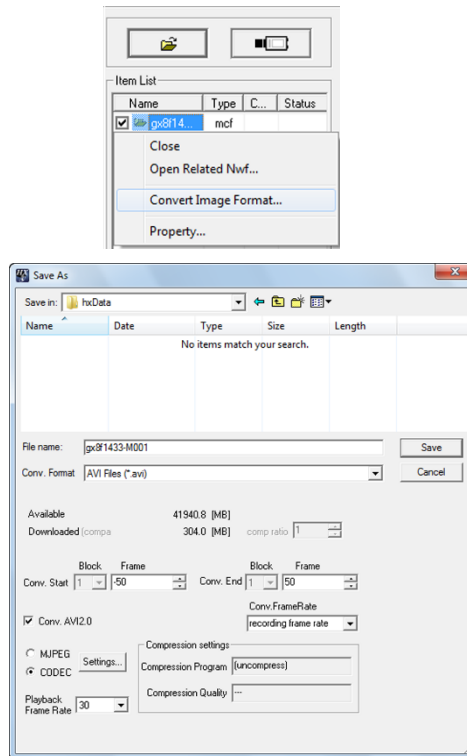 Item List
Name Type C... Status
gx8f14... mcf
Close
Open Related Nwf...
Convert Image Format...
Property...
Save As
Save in: hxData
Name Date Type Size Length
No items match your search.
File name: gx8f1433-M001 Save
Conv. Format AVI Files (*.avi) Cancel
Available 41940.8 [MB]
Downloaded (compa 304.0 [MB] comp ratio 1
Block Frame Block Frame
Conv. Start 1 -50 Conv. End 1 50
Conv.FrameRate
Conv. AVI2.0 recording frame rate
Compression settings
MJPEG
Settings...
CODEC
Compression Program (uncompress)
Compression Quality ---
Playback
Frame Rate 30